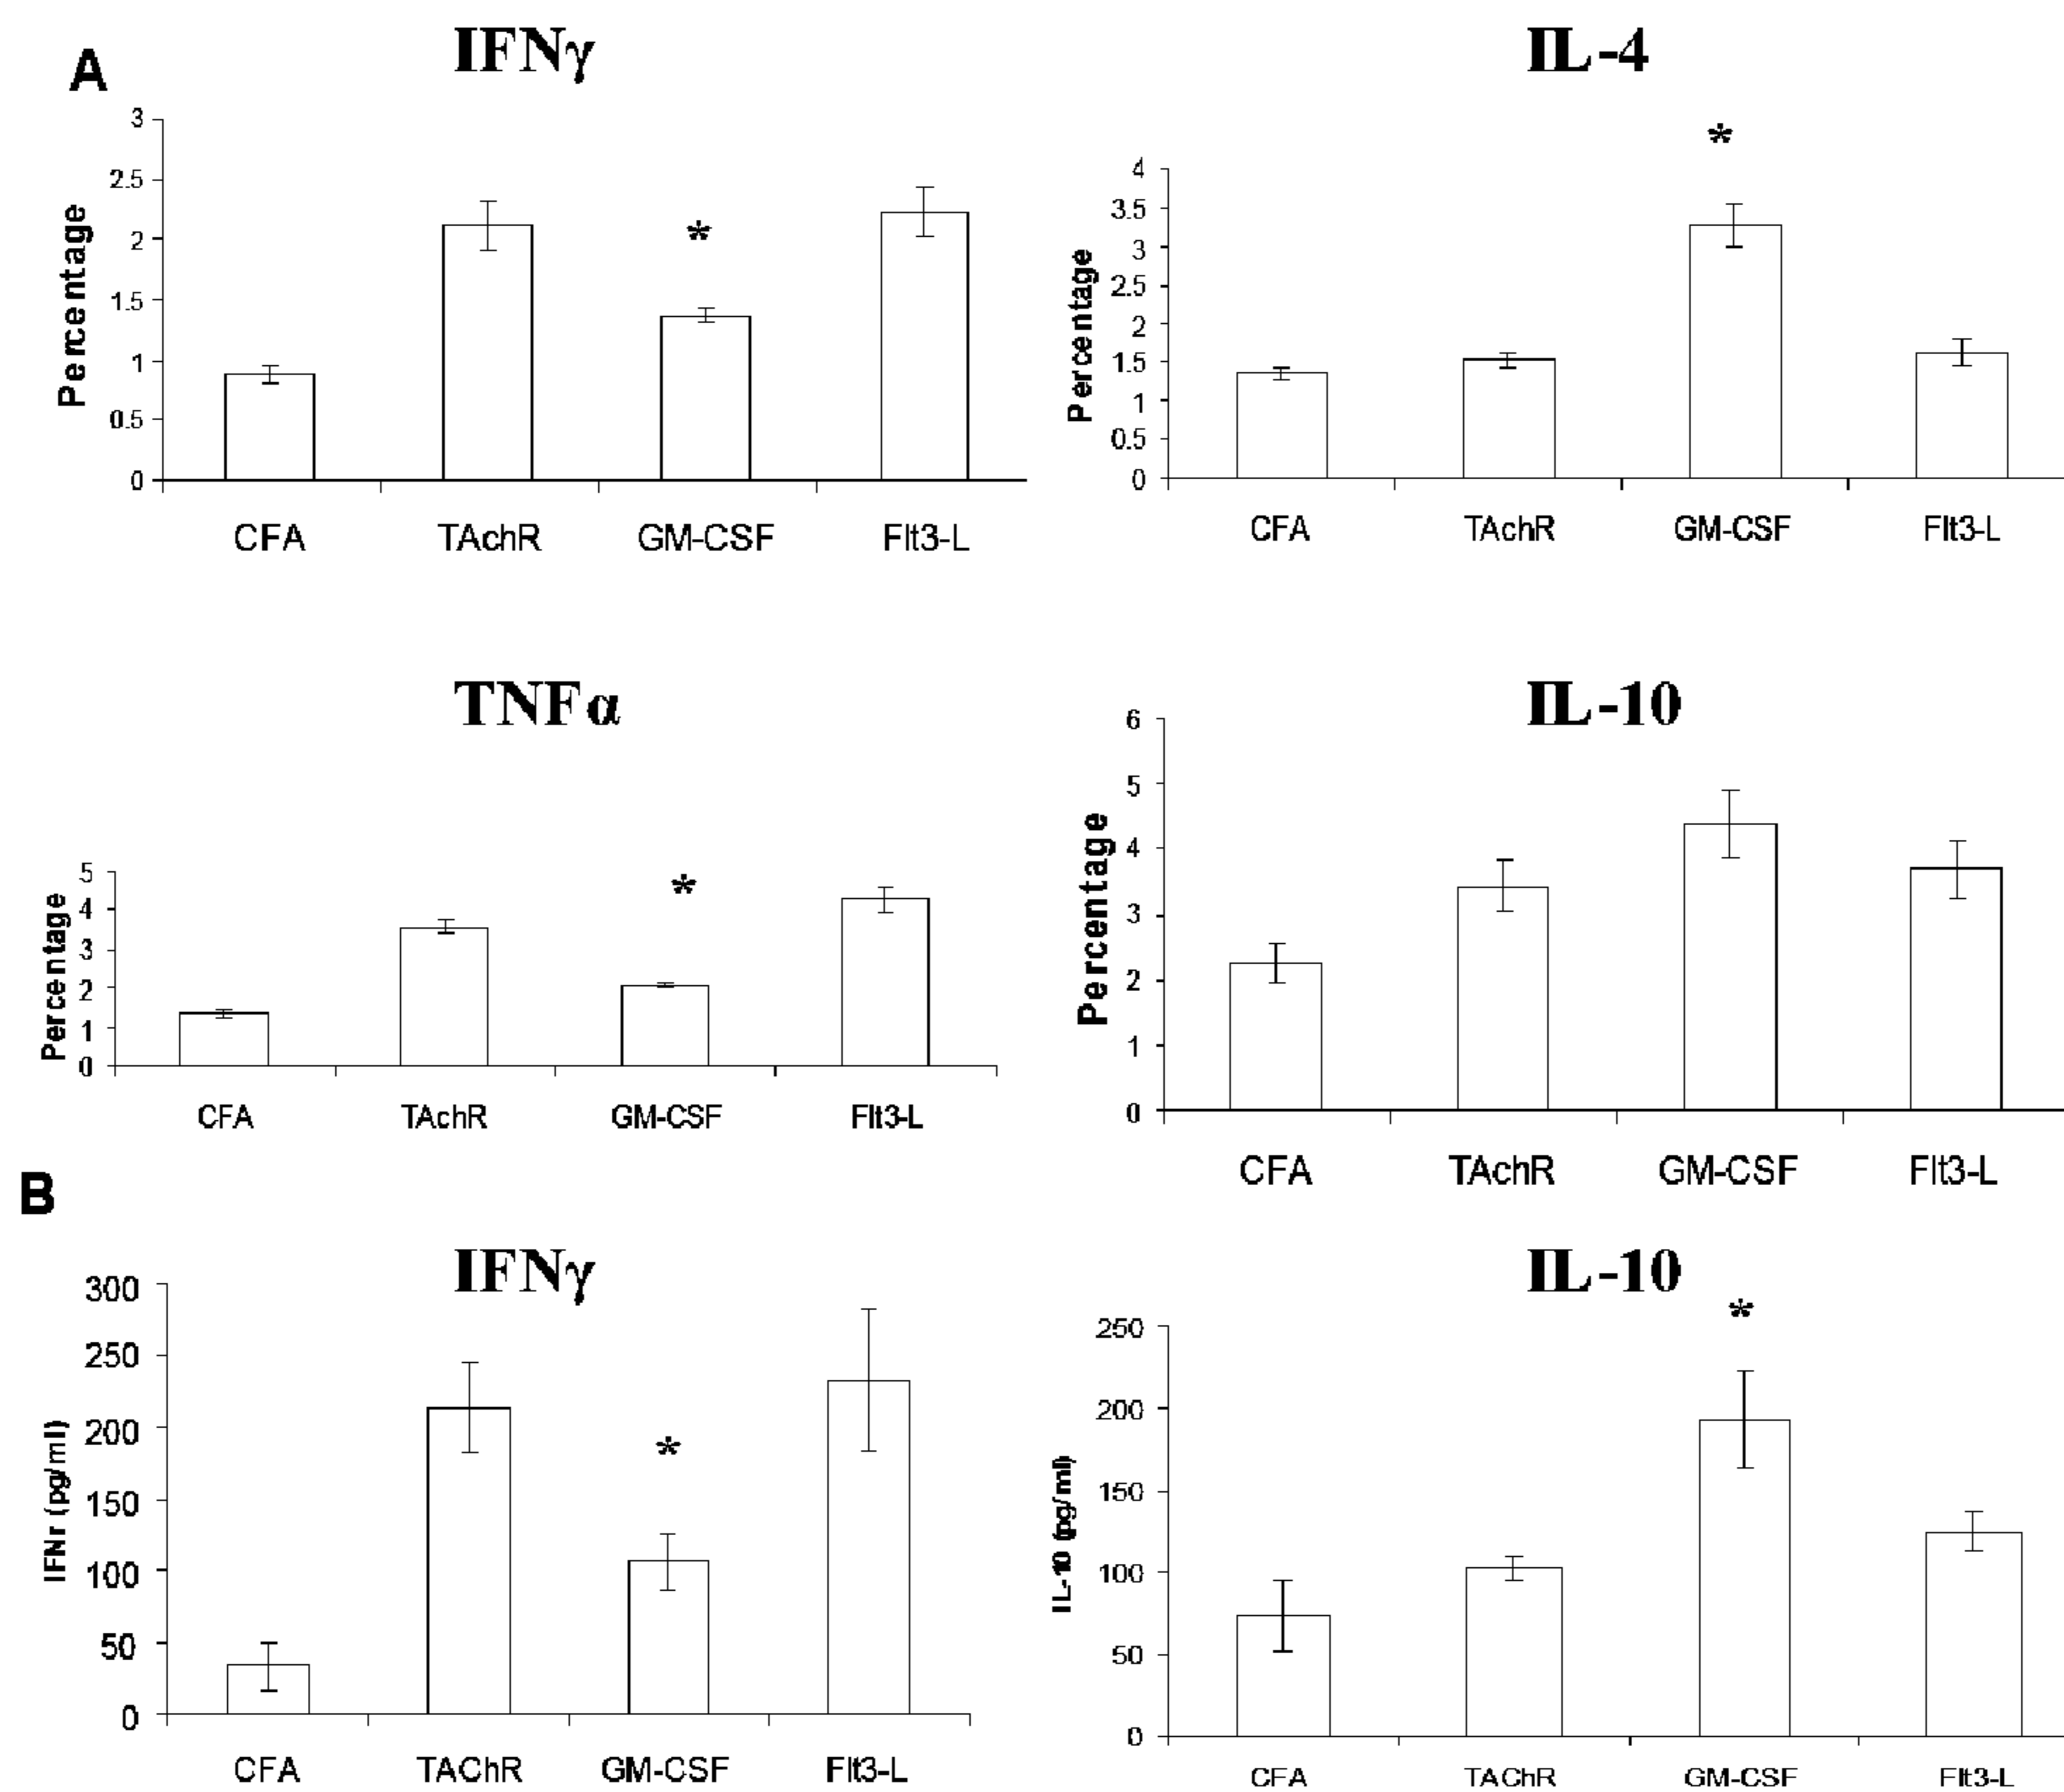 A
IFNγ
3
2.5
2
1.5
1
0.5
0
Percentage
CFA TAchR GM-CSF Flt3-L
*
IL-4
4
3.5
3
2.5
2
1.5
1
0.5
0
Percentage
CFA TAchR GM-CSF Flt3-L
*
TNFα
5
4
3
2
1
0
Percentage
CFA TAchR GM-CSF Flt3-L
*
IL-10
6
5
4
3
2
1
0
Percentage
CFA TAchR GM-CSF Flt3-L
B
IFNγ
300
250
200
150
100
50
0
IFNr (pg/ml)
CFA TAChR GM-CSF Flt3-L
*
IL-10
*
250
200
150
100
50
0
IL-10 (pg/ml)
CFA TAChR GM-CSF Flt3-L